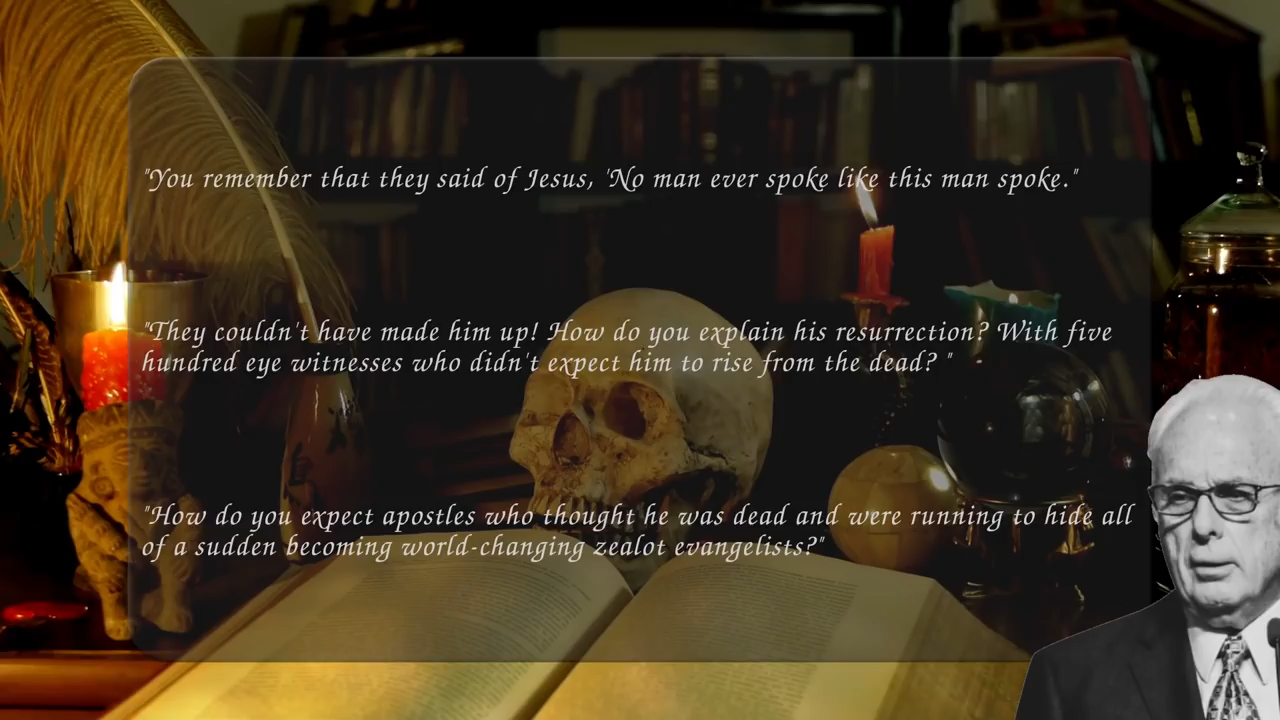 "You remember that they said of Jesus, 'No man ever spoke like this man spoke."
"They couldn't have made him up! How do you explain his resurrection? With five
hundred eye witnesses who didn't expect him to rise from the dead? "
"How do you expect apostles who thought he was dead and were running to hide all
of a sudden becoming world-changing zealot evangelists?"